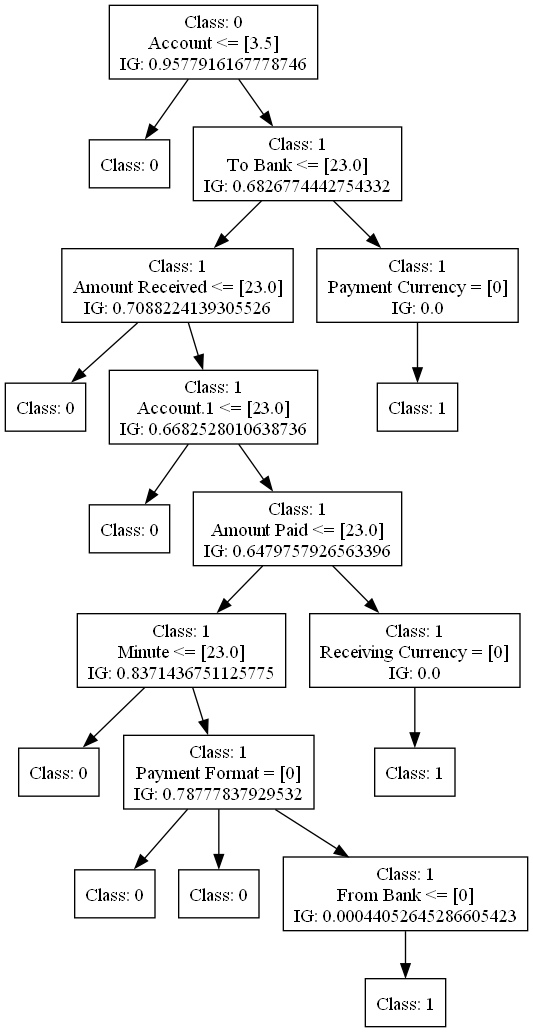 Class: 0
Account <= [3.5]
IG: 0.9577916167778746
Class: 0
Class: 1
To Bank <= [23.0]
IG: 0.6826774442754332
Class: 1
Amount Received <= [23.0]
IG: 0.7088224139305526
Class: 1
Payment Currency = [0]
IG: 0.0
Class: 0
Class: 1
Account.1 <= [23.0]
IG: 0.6682528010638736
Class: 1
Class: 0
Class: 1
Amount Paid <= [23.0]
IG: 0.6479757926563396
Class: 1
Minute <= [23.0]
IG: 0.8371436751125775
Class: 1
Receiving Currency = [0]
IG: 0.0
Class: 0
Class: 1
Payment Format = [0]
IG: 0.78777837929532
Class: 1
Class: 0
Class: 0
Class: 1
From Bank <= [0]
IG: 0.00044052645286605423
Class: 1